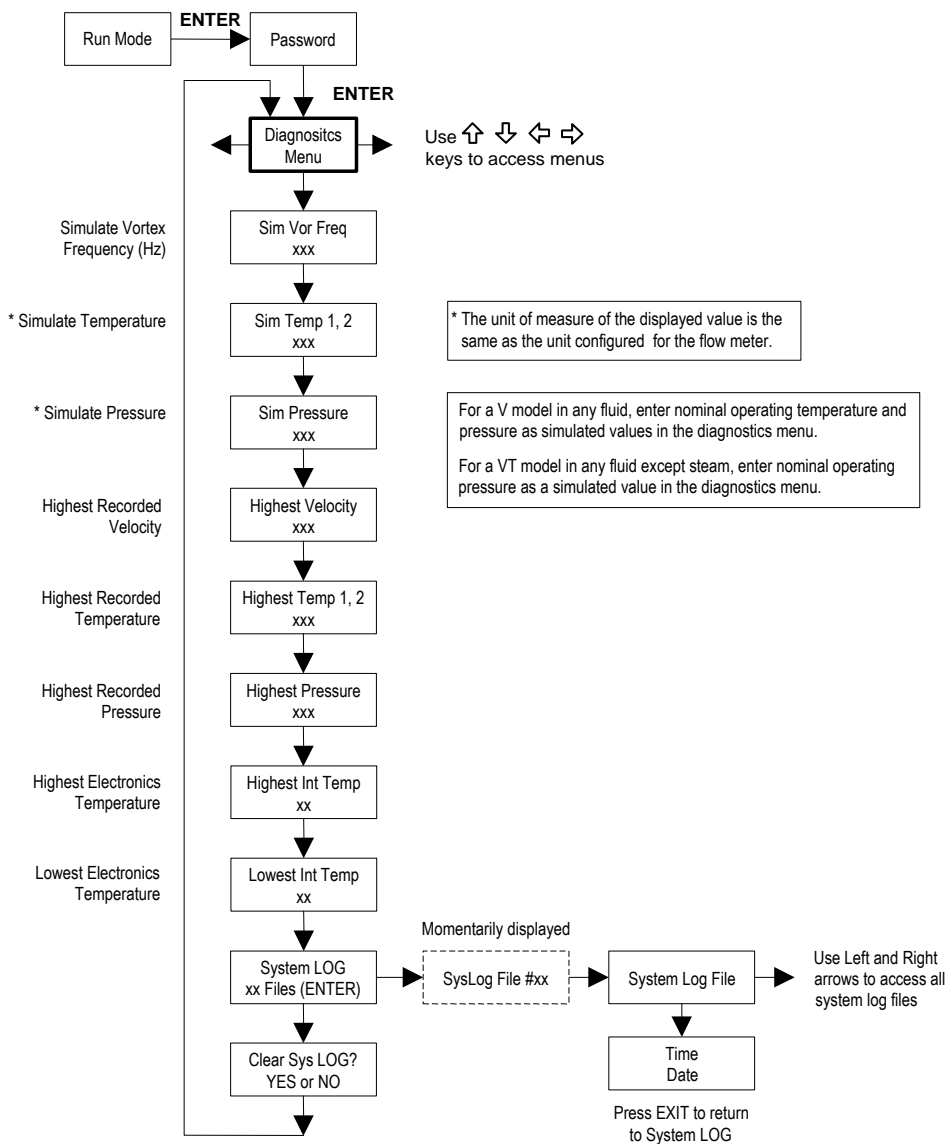 Run Mode
ENTER
Password
ENTER
Diagnositcs
Menu
Use
keys to access menus
Simulate Vortex
Frequency (Hz)
Sim Vor Freq
xxx
* Simulate Temperature
Sim Temp 1, 2
xxx
* The unit of measure of the displayed value is the
same as the unit configured for the flow meter.
* Simulate Pressure
Sim Pressure
xxx
For a V model in any fluid, enter nominal operating temperature and
pressure as simulated values in the diagnostics menu.
For a VT model in any fluid except steam, enter nominal operating
pressure as a simulated value in the diagnostics menu.
Highest Recorded
Velocity
Highest Velocity
xxx
Highest Recorded
Temperature
Highest Temp 1, 2
xxx
Highest Recorded
Pressure
Highest Pressure
xxx
Highest Electronics
Temperature
Highest Int Temp
xx
Lowest Electronics
Temperature
Lowest Int Temp
xx
System LOG
xx Files (ENTER)
Momentarily displayed
SysLog File #xx
System Log File
Use Left and Right
arrows to access all
system log files
Clear Sys LOG?
YES or NO
Time
Date
Press EXIT to return
to System LOG